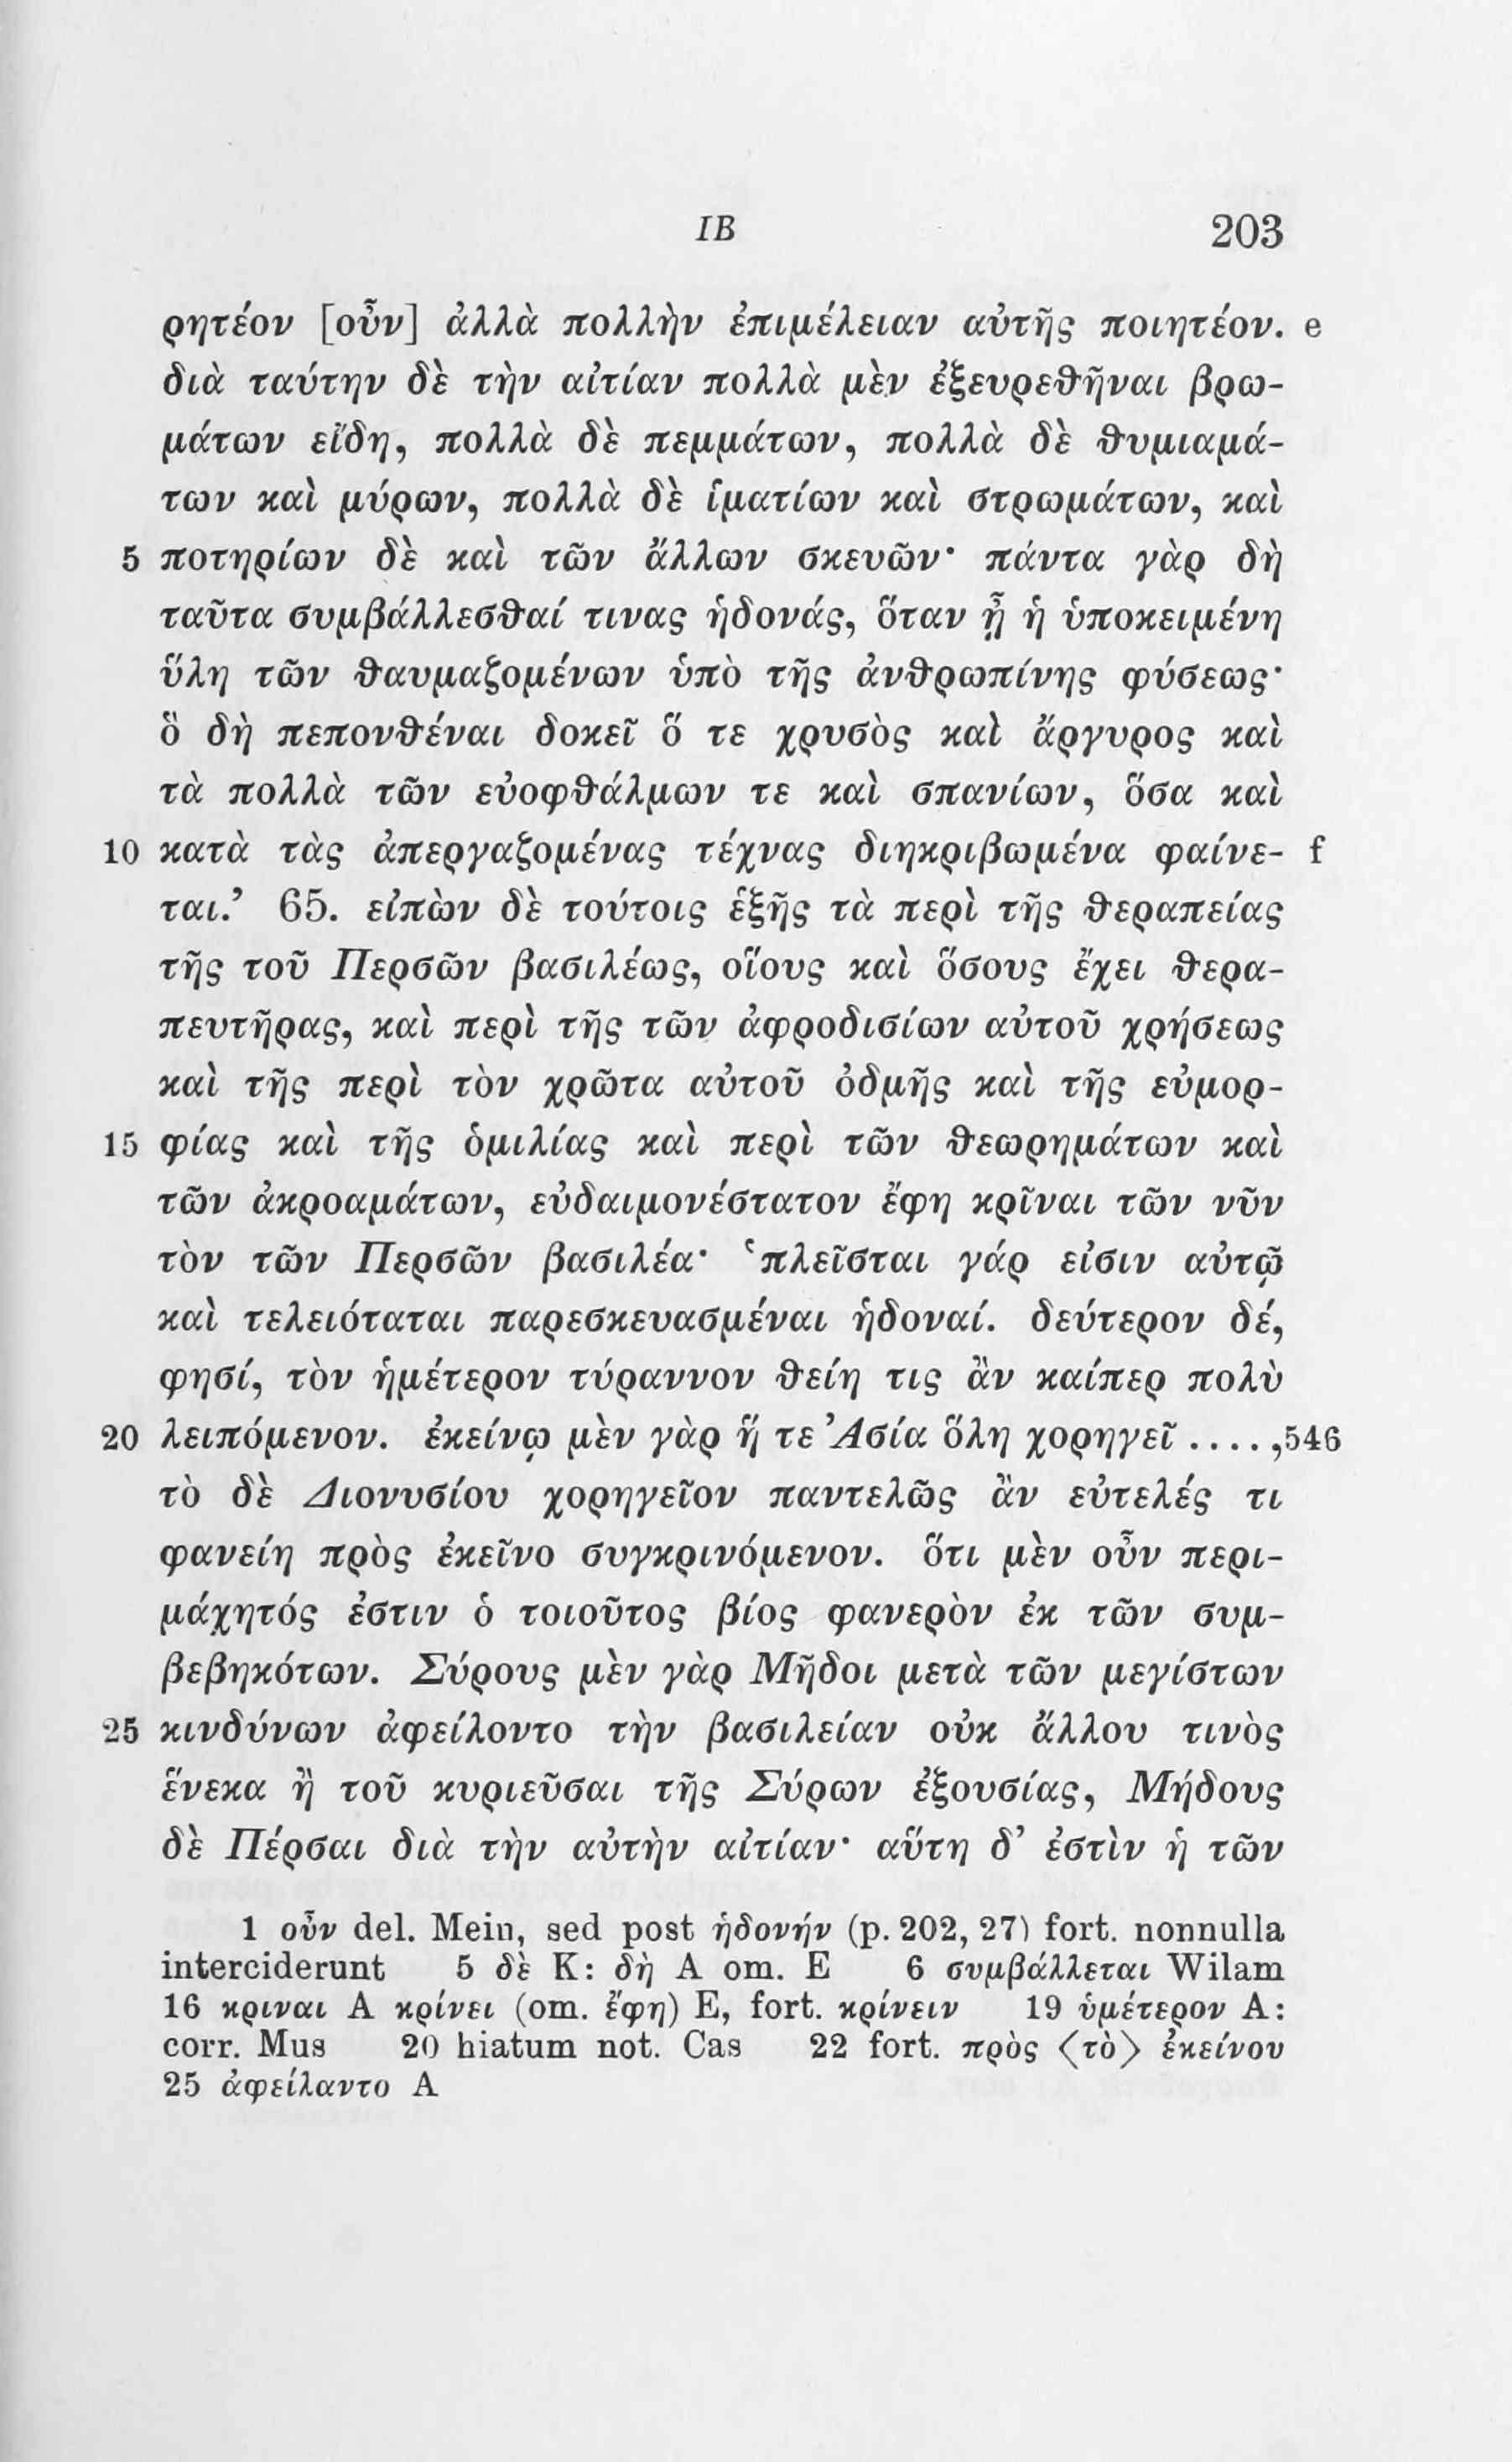 ΙΒ 203
ρητέον [οὖν] ἀλλὰ πολλὴν ἐπιμέλειαν αὐτῆς ποιητέον. e
διὰ ταύτην δὲ τὴν αἰτίαν πολλὰ μὲν ἐξευρεθῆναι βρω-
μάτων εἴδη, πολλὰ δὲ πεμμάτων, πολλὰ δὲ θυμιαμά-
των καὶ μύρων, πολλὰ δὲ ἱματίων καὶ στρωμάτων, καὶ
5 ποτηρίων δὲ καὶ τῶν ἄλλων σκευῶν· πάντα γὰρ δὴ
ταῦτα συμβάλλεσθαί τινας ἡδονάς, ὅταν ᾖ ἡ ὑποκειμένη
ὕλη τῶν θαυμαζομένων ὑπὸ τῆς ἀνθρωπίνης φύσεως·
ὃ δὴ πεπονθέναι δοκεῖ ὅ τε χρυσὸς καὶ ἄργυρος καὶ
τὰ πολλὰ τῶν εὐοφθάλμων τε καὶ σπανίων, ὅσα καὶ
10 κατὰ τὰς ἀπεργαζομένας τέχνας διηκριβωμένα φαίνε- f
ται.’ 65. εἰπὼν δὲ τούτοις ἑξῆς τὰ περὶ τῆς θεραπείας
τῆς τοῦ Περσῶν βασιλέως, οἵους καὶ ὅσους ἔχει θερα-
πευτῆρας, καὶ περὶ τῆς τῶν ἀφροδισίων αὐτοῦ χρήσεως
καὶ τῆς περὶ τὸν χρῶτα αὐτοῦ ὀδμῆς καὶ τῆς εὐμορ-
15 φίας καὶ τῆς ὁμιλίας καὶ περὶ τῶν θεωρημάτων καὶ
τῶν ἀκροαμάτων, εὐδαιμονέστατον ἔφη κρῖναι τῶν νῦν
τὸν τῶν Περσῶν βασιλέα· ‘πλεῖσται γάρ εἰσιν αὐτῷ
καὶ τελειόταται παρεσκευασμέναι ἡδοναί. δεύτερον δέ,
φησί, τὸν ἡμέτερον τύραννον θείη τις ἂν καίπερ πολὺ
20 λειπόμενον. ἐκείνῳ μὲν γὰρ ἥ τε Ἀσία ὅλη χορηγεῖ . . . . ,546
τὸ δὲ Διονυσίου χορηγεῖον παντελῶς ἂν εὐτελές τι
φανείη πρὸς ἐκεῖνο συγκρινόμενον. ὅτι μὲν οὖν περι-
μάχητός ἐστιν ὁ τοιοῦτος βίος φανερὸν ἐκ τῶν συμ-
βεβηκότων. Σύρους μὲν γὰρ Μῆδοι μετὰ τῶν μεγίστων
25 κινδύνων ἀφείλοντο τὴν βασιλείαν οὐκ ἄλλου τινὸς
ἕνεκα ἢ τοῦ κυριεῦσαι τῆς Σύρων ἐξουσίας, Μήδους
δὲ Πέρσαι διὰ τὴν αὐτὴν αἰτίαν· αὕτη δ’ ἐστὶν ἡ τῶν
1 οὖν del. Mein, sed post ἡδονήν (p. 202, 27) fort. nonnulla
interciderunt 5 δὲ K: δὴ A om. E 6 συμβάλλεται Wilam
16 κριναι A κρίνει (om. ἔφη) E, fort. κρίνειν 19 ὑμέτερον A:
corr. Mus 20 hiatum not. Cas 22 fort. πρὸς ⟨τὸ⟩ ἐκείνου
25 ἀφείλαντο A